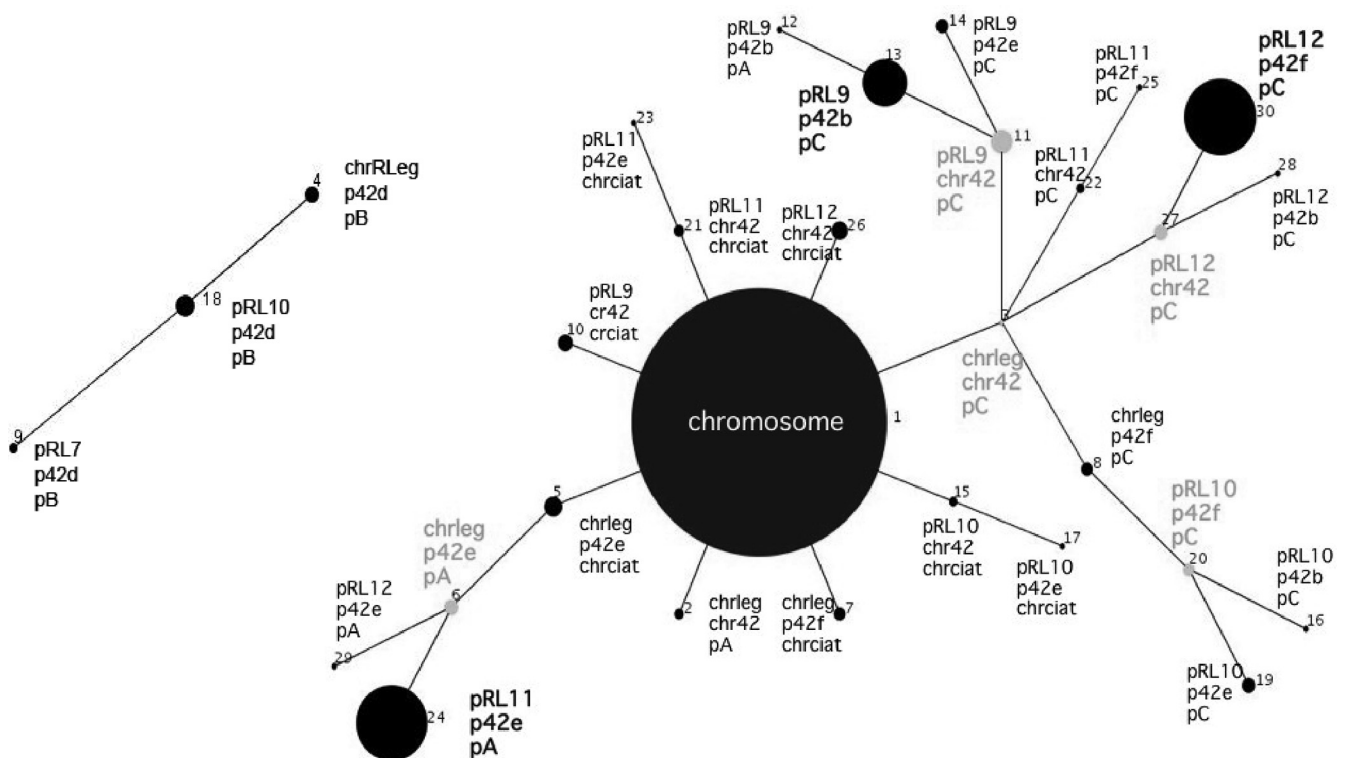 12
pRL9
p42b
pA
13
pRL9
p42b
pC
14
pRL9
p42e
pC
11
pRL9
chr42
pC
pRL11
p42f
pC
25
pRL11
chr42
pC
22
pRL12
p42f
pC
30
28
pRL12
p42b
pC
27
pRL12
chr42
pC
23
pRL11
p42e
chrciat
21
pRL11
chr42
chrciat
pRL12
chr42
chrciat
26
4
chrRLeg
p42d
pB
18
pRL10
p42d
pB
9
pRL7
p42d
pB
10
pRL9
cr42
crciat
chromosome
1
3
chrleg
chr42
pC
chrleg
p42f
pC
8
pRL10
p42f
pC
20
pRL10
p42b
pC
16
pRL10
p42e
pC
19
15
pRL10
chr42
chrciat
17
pRL10
p42e
chrciat
5
chrleg
p42e
chrciat
chrleg
p42e
pA
6
pRL12
p42e
pA
29
24
pRL11
p42e
pA
2
chrleg
chr42
pA
chrleg
p42f
chrciat
7